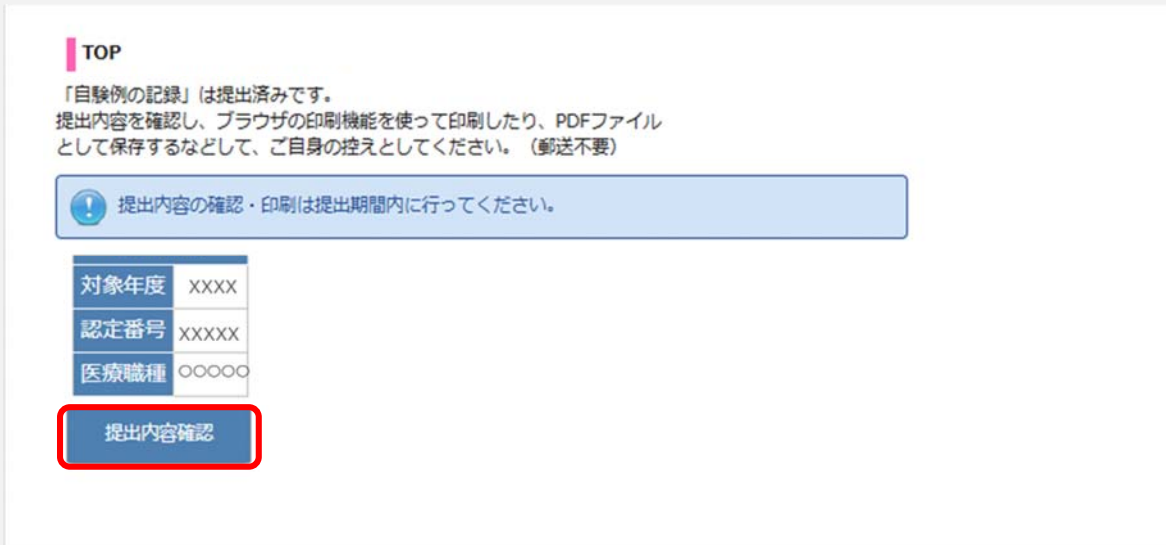 TOP
「自験例の記録」は提出済みです。
提出内容を確認し、ブラウザの印刷機能を使って印刷したり、PDFファイル
として保存するなどして、ご自身の控えとしてください。（郵送不要）
提出内容の確認・印刷は提出期間内に行ってください。
対象年度 XXXX
認定番号 XXXXX
医療職種 ○○○○○
提出内容確認